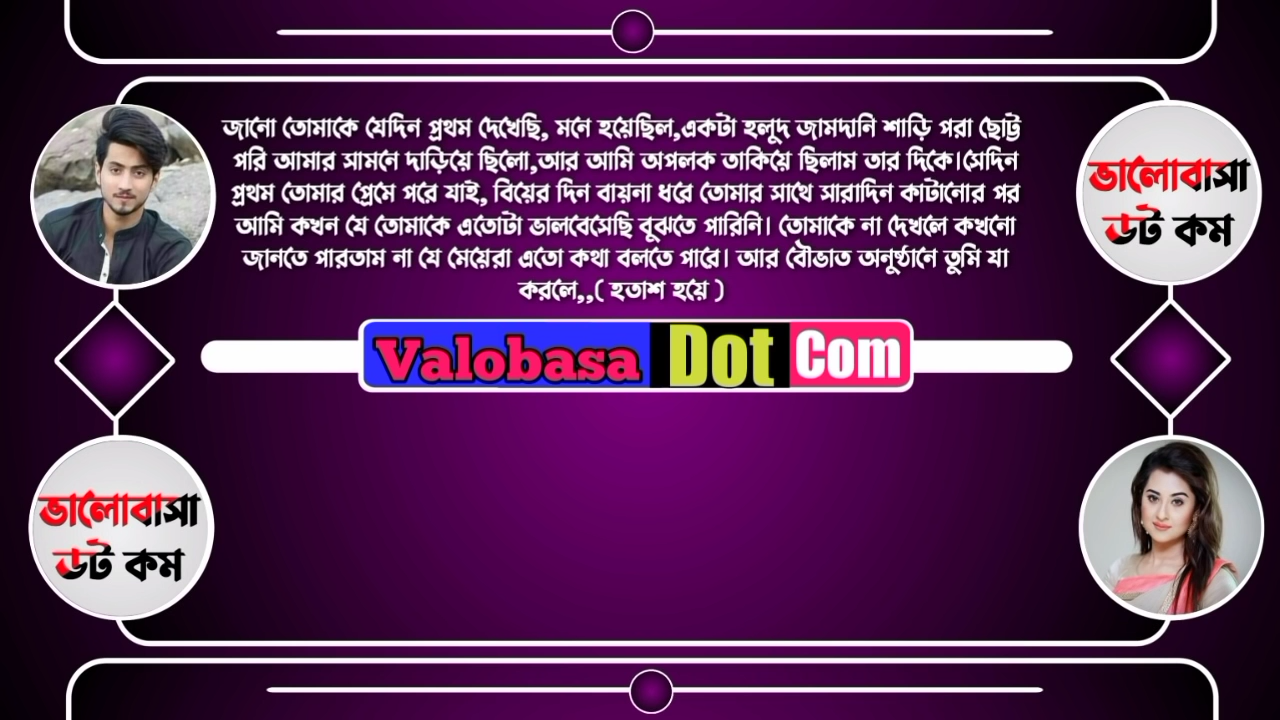 জানো তোমাকে যেদিন প্রথম দেখেছি, মনে হয়েছিল,একটা হলুদ জামদানি শাড়ি পরা ছোট্ট
পরি আমার সামনে দাড়িয়ে ছিলো,আর আমি অপলক তাকিয়ে ছিলাম তার দিকে।সেদিন
প্রথম তোমার প্রেমে পরে যাই, বিয়ের দিন বায়না ধরে তোমার সাথে সারাদিন কাটানোর পর
আমি কখন যে তোমাকে এতোটা ভালবেসেছি বুঝতে পারিনি। তোমাকে না দেখলে কখনো
জানতে পারতাম না যে মেয়েরা এতো কথা বলতে পারে। আর বৌভাত অনুষ্ঠানে তুমি যা
করলে,,( হতাশ হয়ে )
ভালোবাসা
ডট কম
Valobasa Dot Com
ভালোবাসা
ডট কম